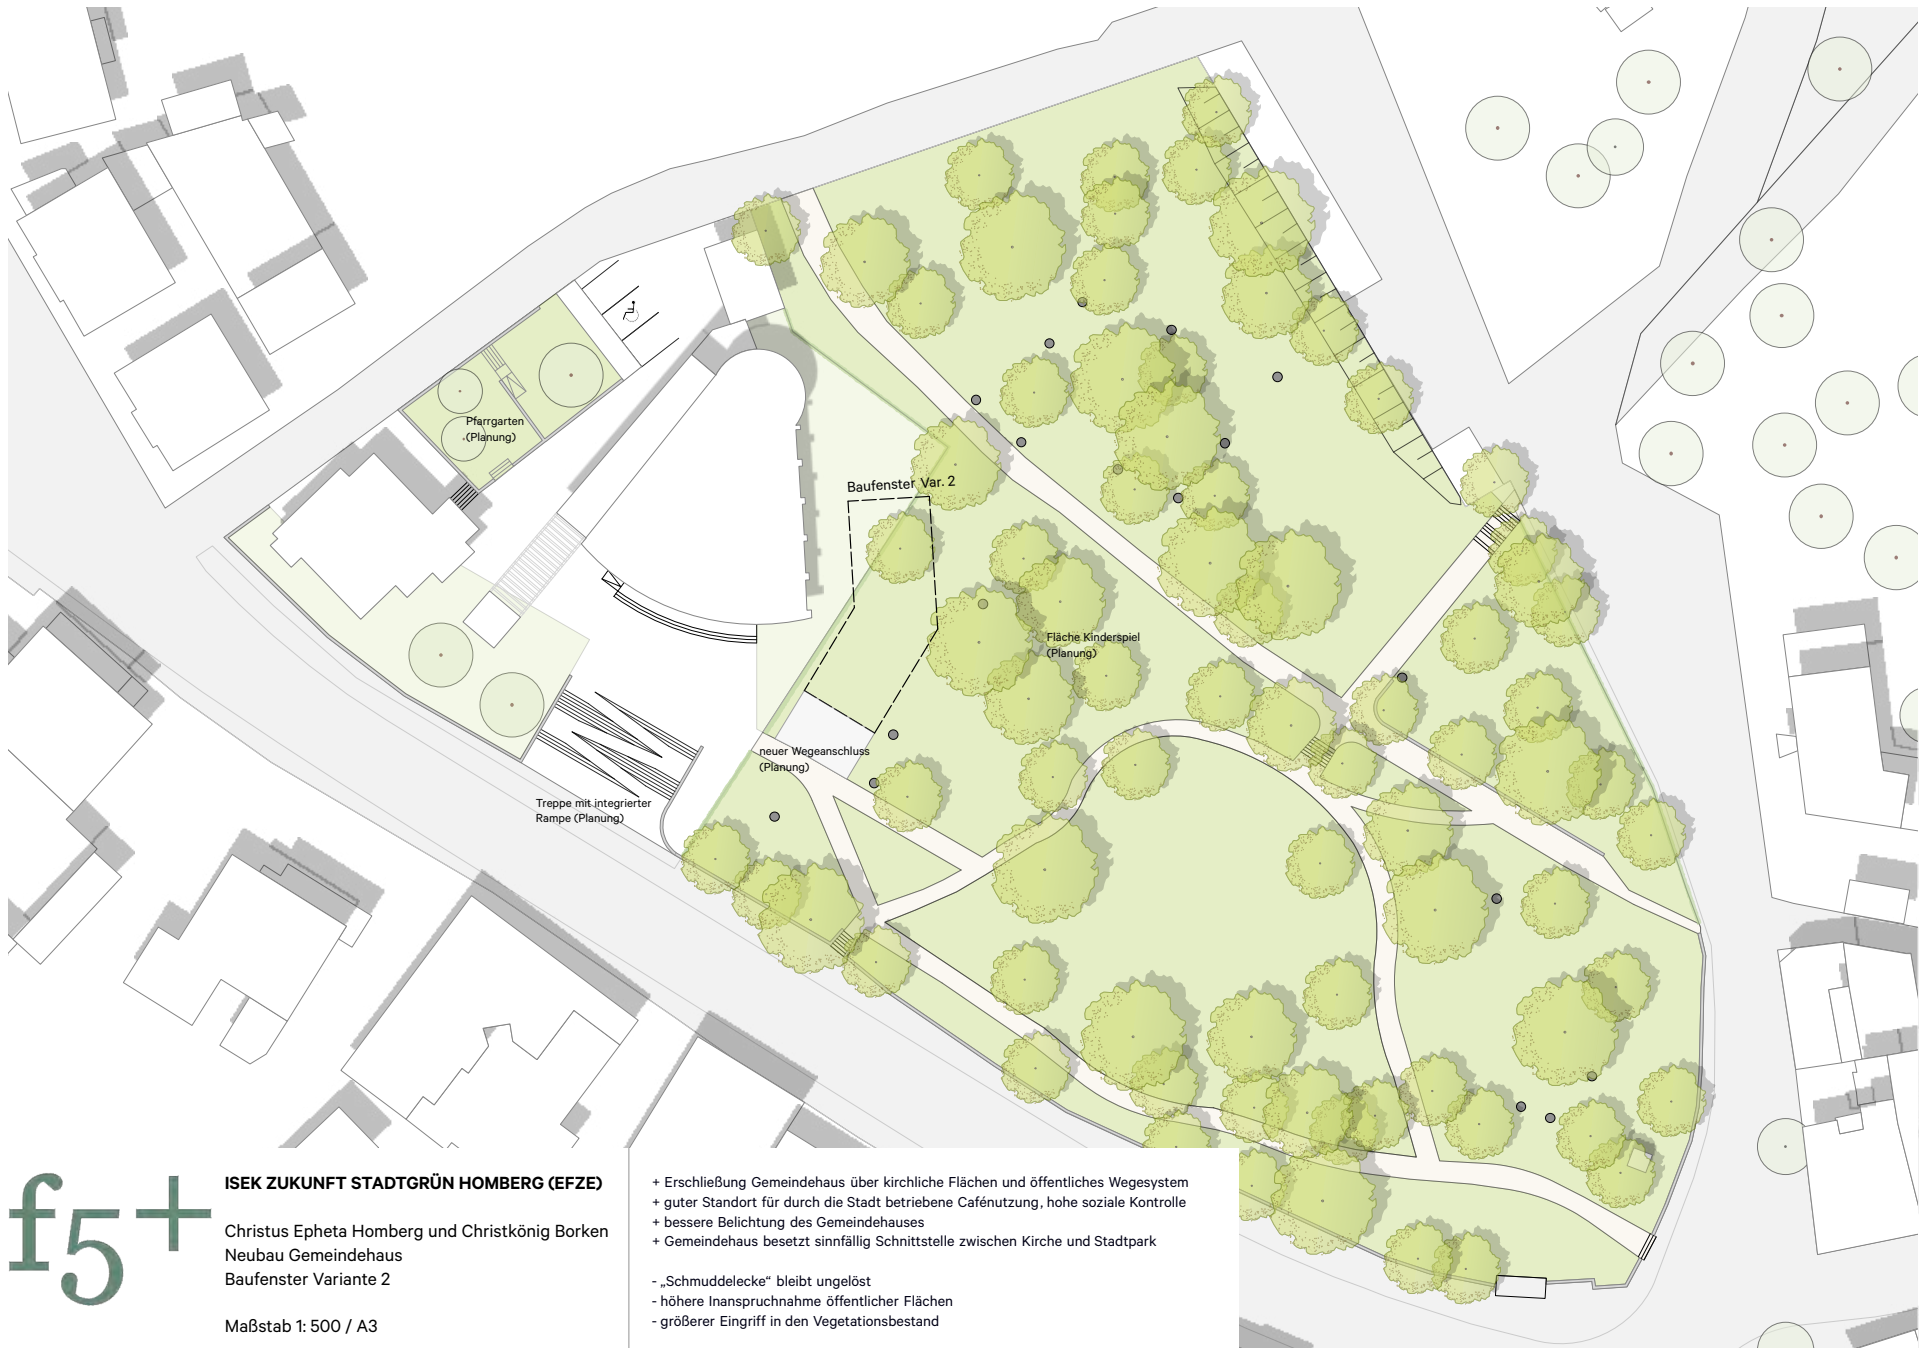 Pfarrgarten
(Planung)
Baufenster Var. 2
Fläche Kinderspiel
(Planung)
neuer Wegeanschluss
(Planung)
Treppe mit integrierter
Rampe (Planung)
f5+
ISEK ZUKUNFT STADTGRÜN HOMBERG (EFZE)
Christus Epheta Homberg und Christkönig Borken
Neubau Gemeindehaus
Baufenster Variante 2
Maßstab 1: 500 / A3
+ Erschließung Gemeindehaus über kirchliche Flächen und öffentliches Wegesystem
+ guter Standort für durch die Stadt betriebene Cafénutzung, hohe soziale Kontrolle
+ bessere Belichtung des Gemeindehauses
+ Gemeindehaus besetzt sinnfällig Schnittstelle zwischen Kirche und Stadtpark
- „Schmuddelecke“ bleibt ungelöst
- höhere Inanspruchnahme öffentlicher Flächen
- größerer Eingriff in den Vegetationsbestand